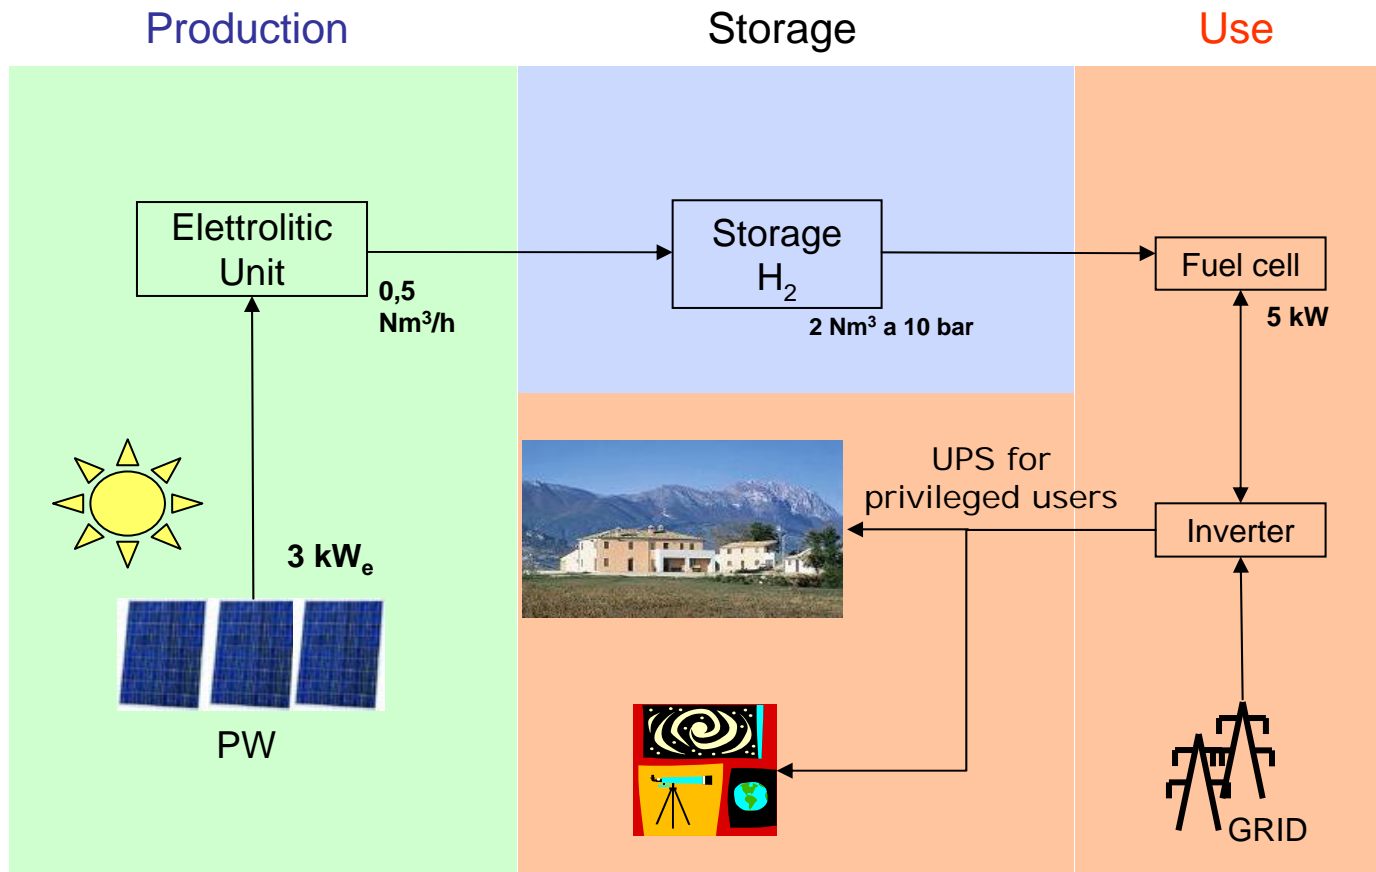 Production
Storage
Use
Elettrolitic
Unit
0,5
Nm³/h
Storage
H₂
2 Nm³ a 10 bar
Fuel cell
5 kW
UPS for
privileged users
Inverter
3 kWₑ
PW
GRID